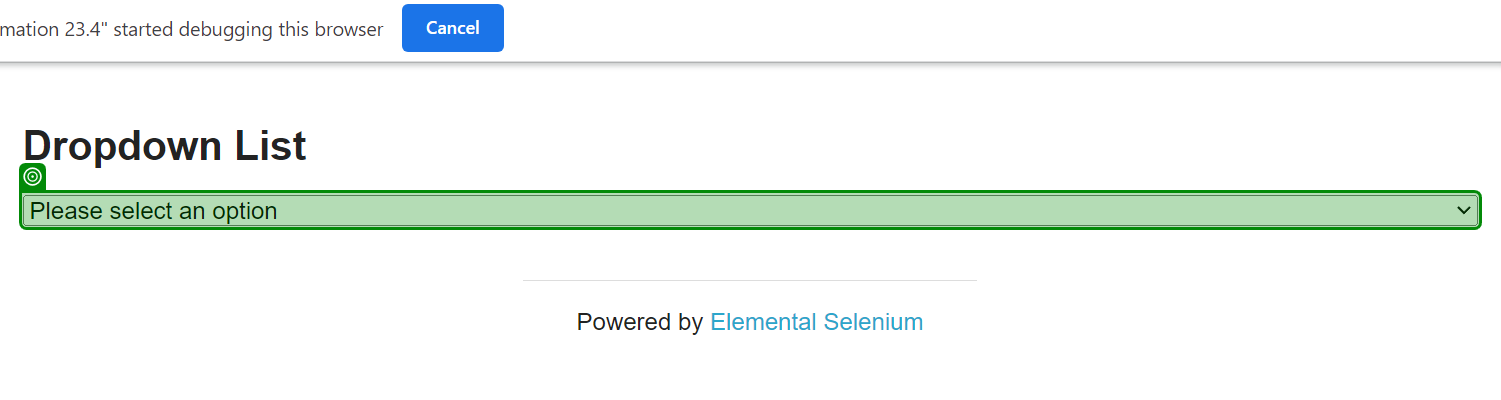 mation 23.4" started debugging this browser Cancel
Dropdown List
Please select an option
Powered by Elemental Selenium